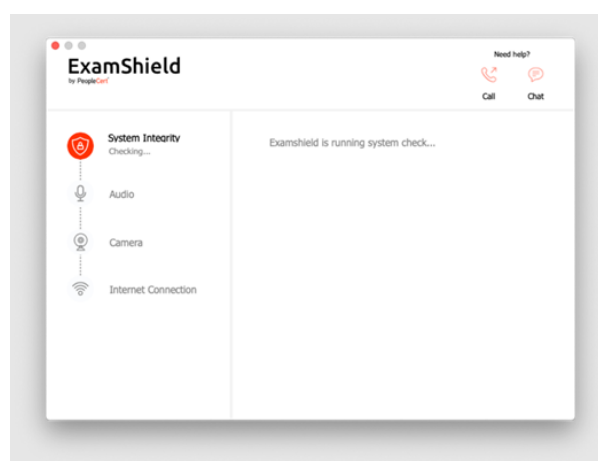 ExamShield
by PeopleCert
Need help?
Call
Chat
System Integrity
Checking...
Examshield is running system check...
Audio
Camera
Internet Connection